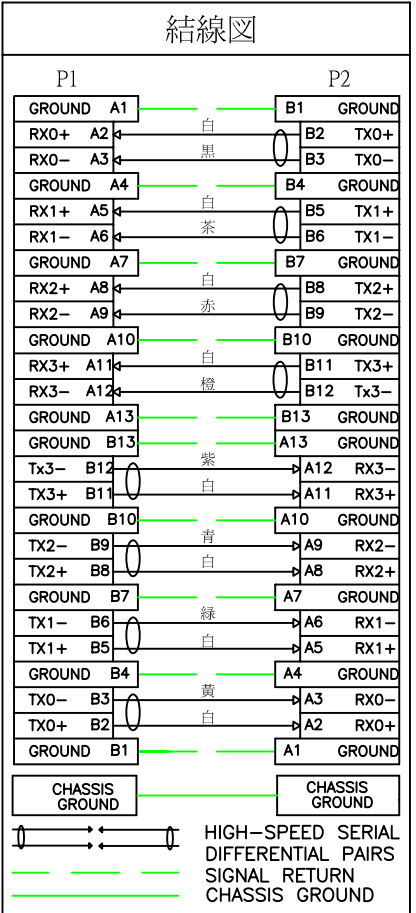 結線図
P1 P2
GROUND A1 B1 GROUND
白
RX0+ A2 B2 TX0+
黒
RX0− A3 B3 TX0−
GROUND A4 B4 GROUND
白
RX1+ A5 B5 TX1+
茶
RX1− A6 B6 TX1−
GROUND A7 B7 GROUND
白
RX2+ A8 B8 TX2+
赤
RX2− A9 B9 TX2−
GROUND A10 B10 GROUND
白
RX3+ A11 B11 TX3+
橙
RX3− A12 B12 Tx3−
GROUND A13 B13 GROUND
GROUND B13 A13 GROUND
紫
Tx3− B12 A12 RX3−
白
TX3+ B11 A11 RX3+
GROUND B10 A10 GROUND
青
TX2− B9 A9 RX2−
白
TX2+ B8 A8 RX2+
GROUND B7 A7 GROUND
緑
TX1− B6 A6 RX1−
白
TX1+ B5 A5 RX1+
GROUND B4 A4 GROUND
黄
TX0− B3 A3 RX0−
白
TX0+ B2 A2 RX0+
GROUND B1 A1 GROUND
CHASSIS CHASSIS
GROUND GROUND
HIGH−SPEED SERIAL
DIFFERENTIAL PAIRS
SIGNAL RETURN
CHASSIS GROUND